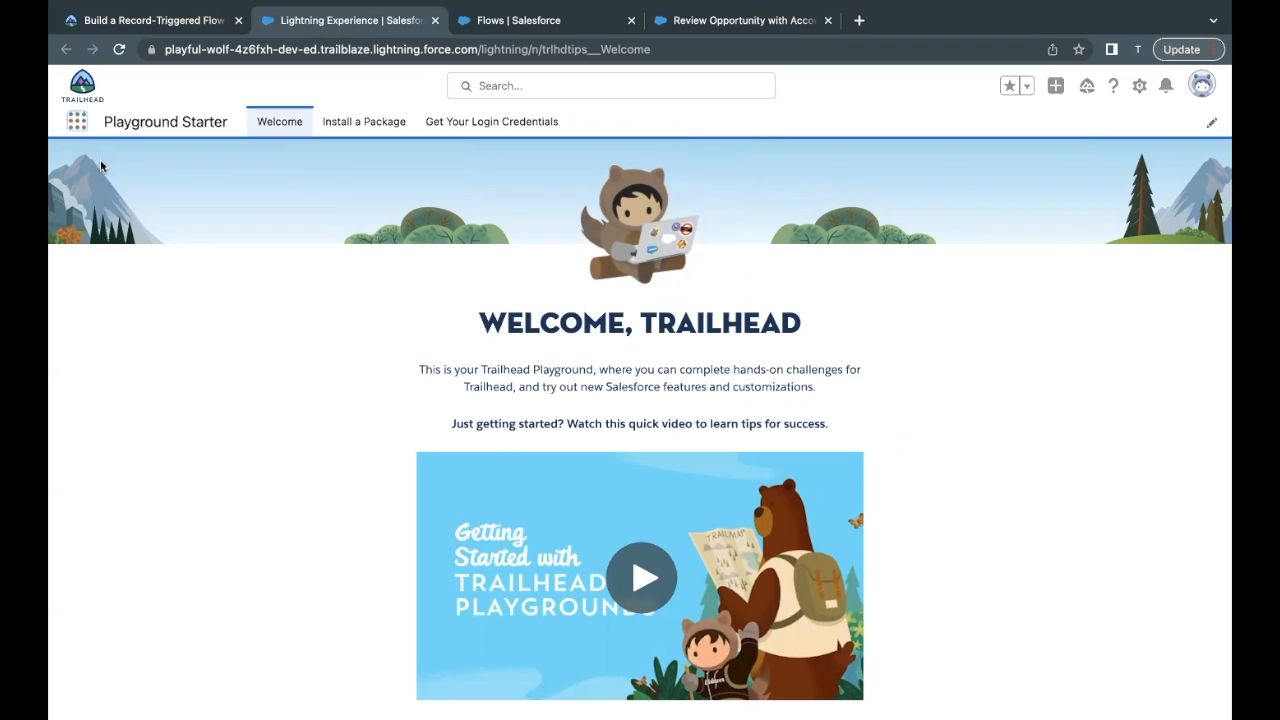 Build a Record-Triggered Flow
Lightning Experience | Salesfor
Flows | Salesforce
Review Opportunity with Acco
playful-wolf-4z6fxh-dev-ed.trailblaze.lightning.force.com/lightning/n/trlhdtips__Welcome
T
Update
TRAILHEAD
Search...
Playground Starter
Welcome
Install a Package
Get Your Login Credentials
WELCOME, TRAILHEAD
This is your Trailhead Playground, where you can complete hands-on challenges for
Trailhead, and try out new Salesforce features and customizations.
Just getting started? Watch this quick video to learn tips for success.
Getting
Started with
TRAILHEAD
PLAYGROUNDS
TRAILMAP